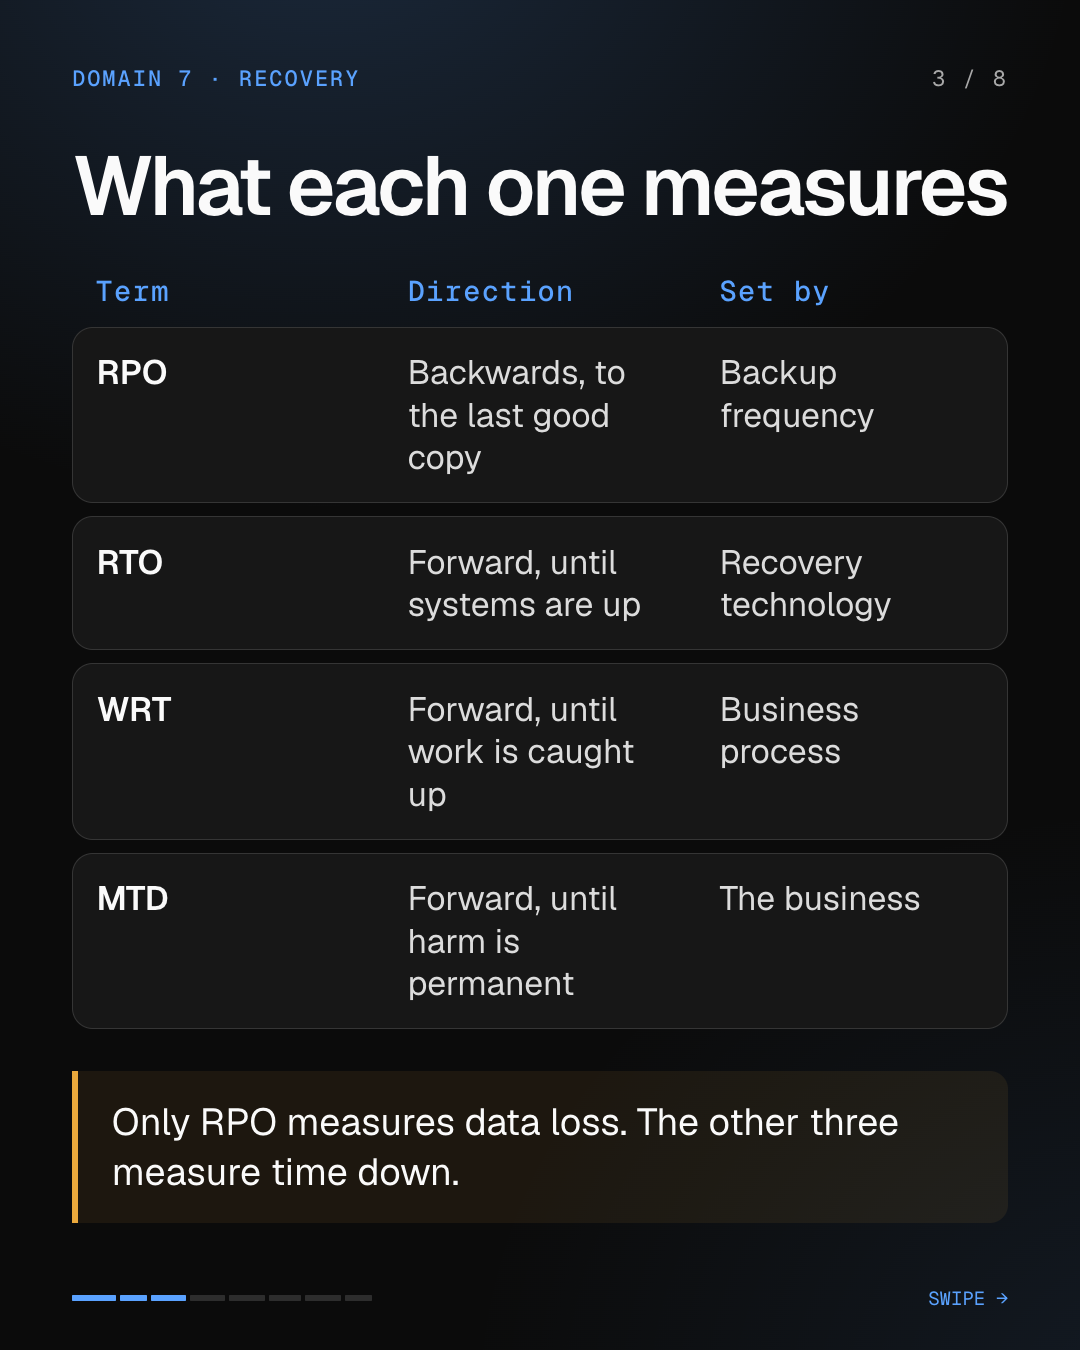 DOMAIN 7 · RECOVERY
3 / 8
What each one measures
Term
Direction
Set by
RPO
Backwards, to
the last good
copy
Backup
frequency
RTO
Forward, until
systems are up
Recovery
technology
WRT
Forward, until
work is caught
up
Business
process
MTD
Forward, until
harm is
permanent
The business
Only RPO measures data loss. The other three
measure time down.
SWIPE →